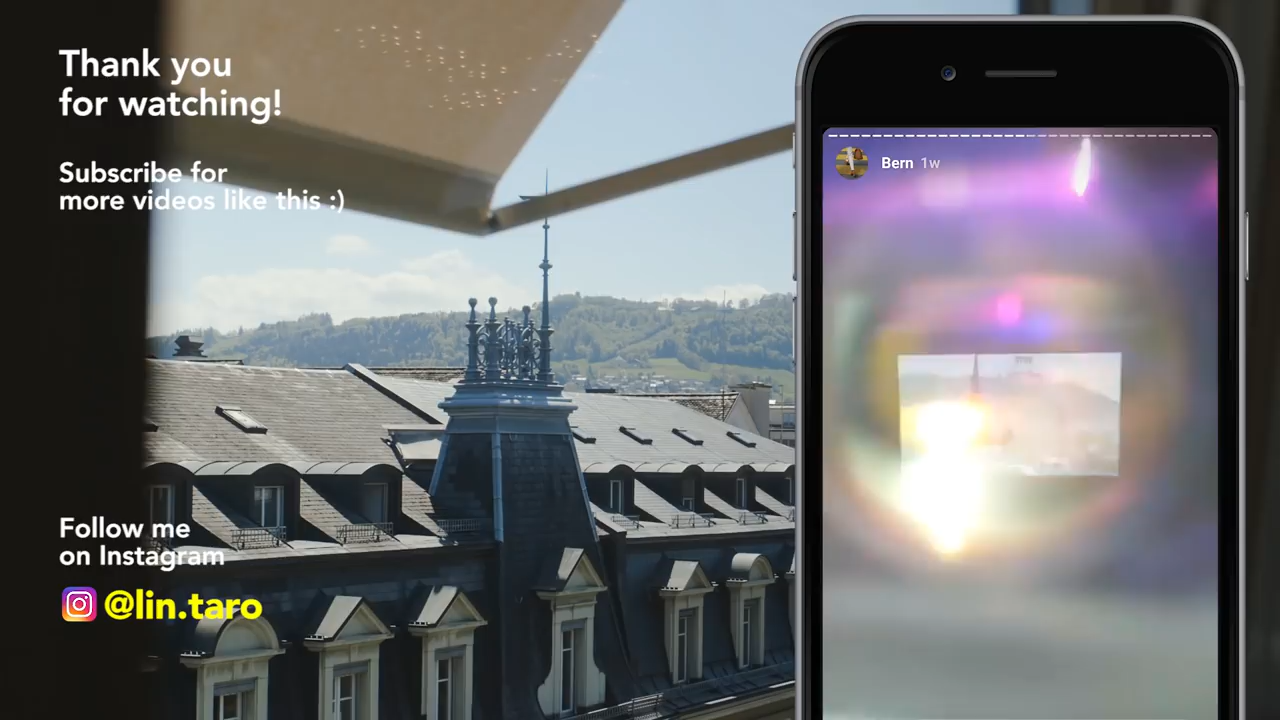 Thank you
for watching!
Subscribe for
more videos like this :)
Follow me
on Instagram
@lin.taro
Bern 1w